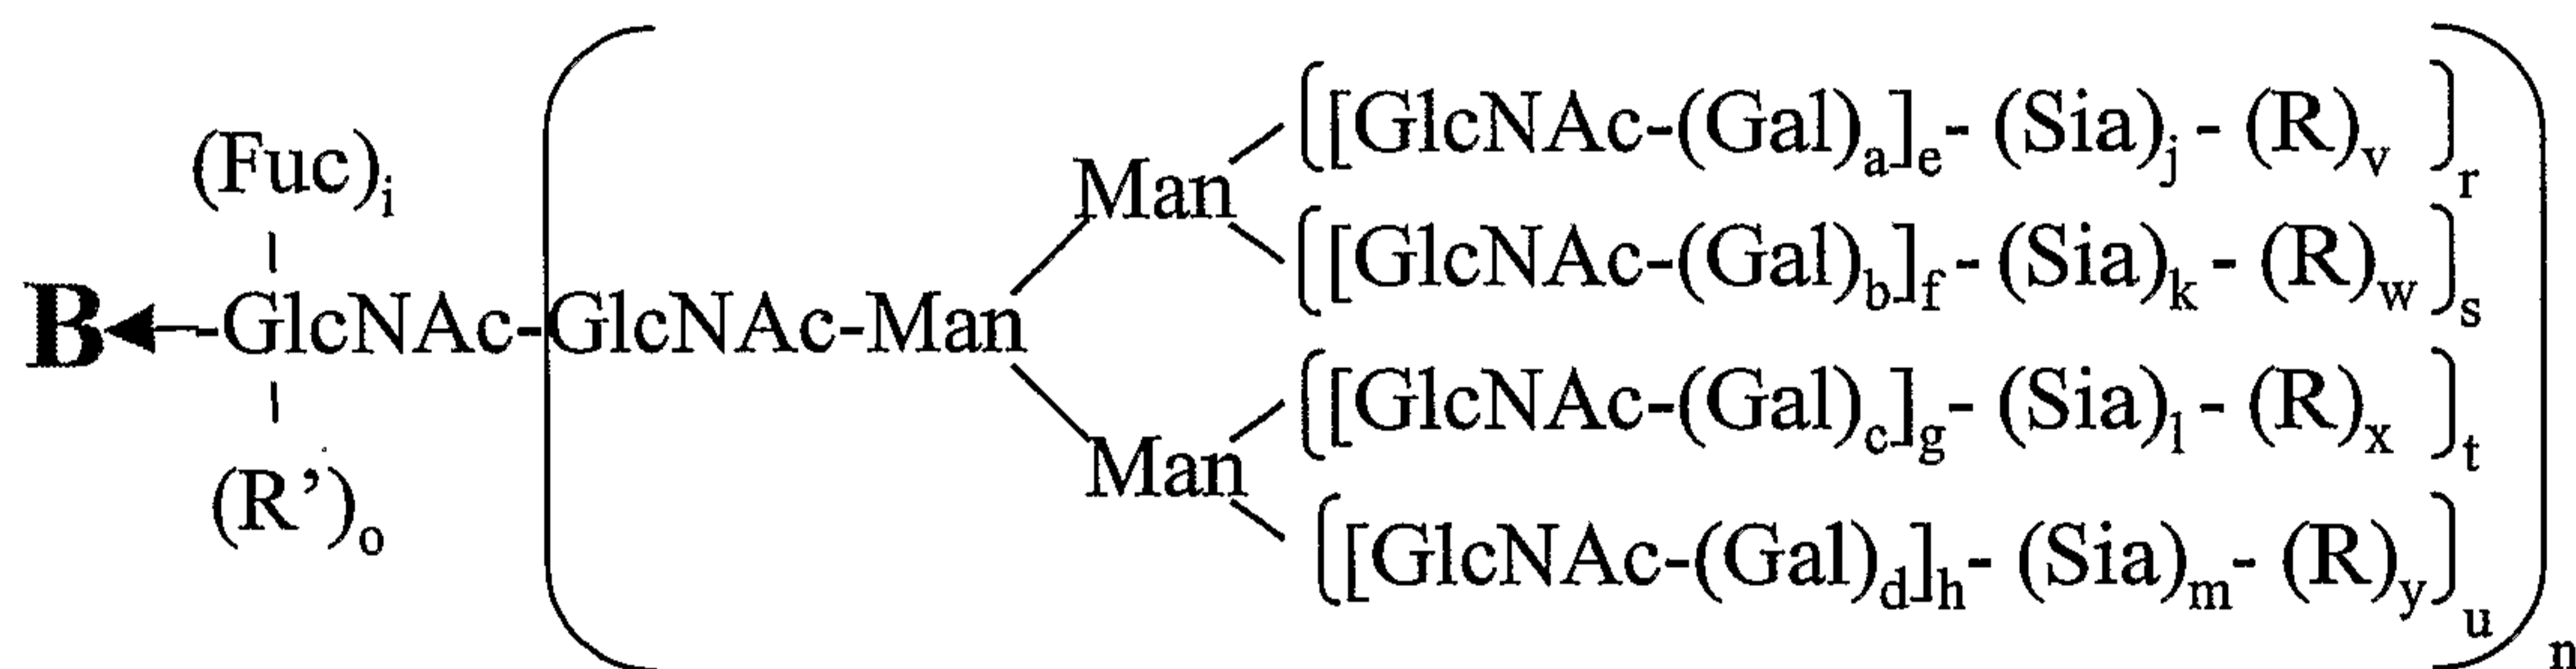 ([GlcNAc-(Gal)a]e- (Sia)j- (R)v )r
(Fuc)i
Man
([GlcNAc-(Gal)b]f- (Sia)k- (R)w)s
B -GlcNAc-(GlcNAc-Man
([GlcNAc-(Gal)c]g- (Sia)l- (R)x )t
Man
(R’)o
([GlcNAc-(Gal)d]h- (Sia)m- (R)y)u
)